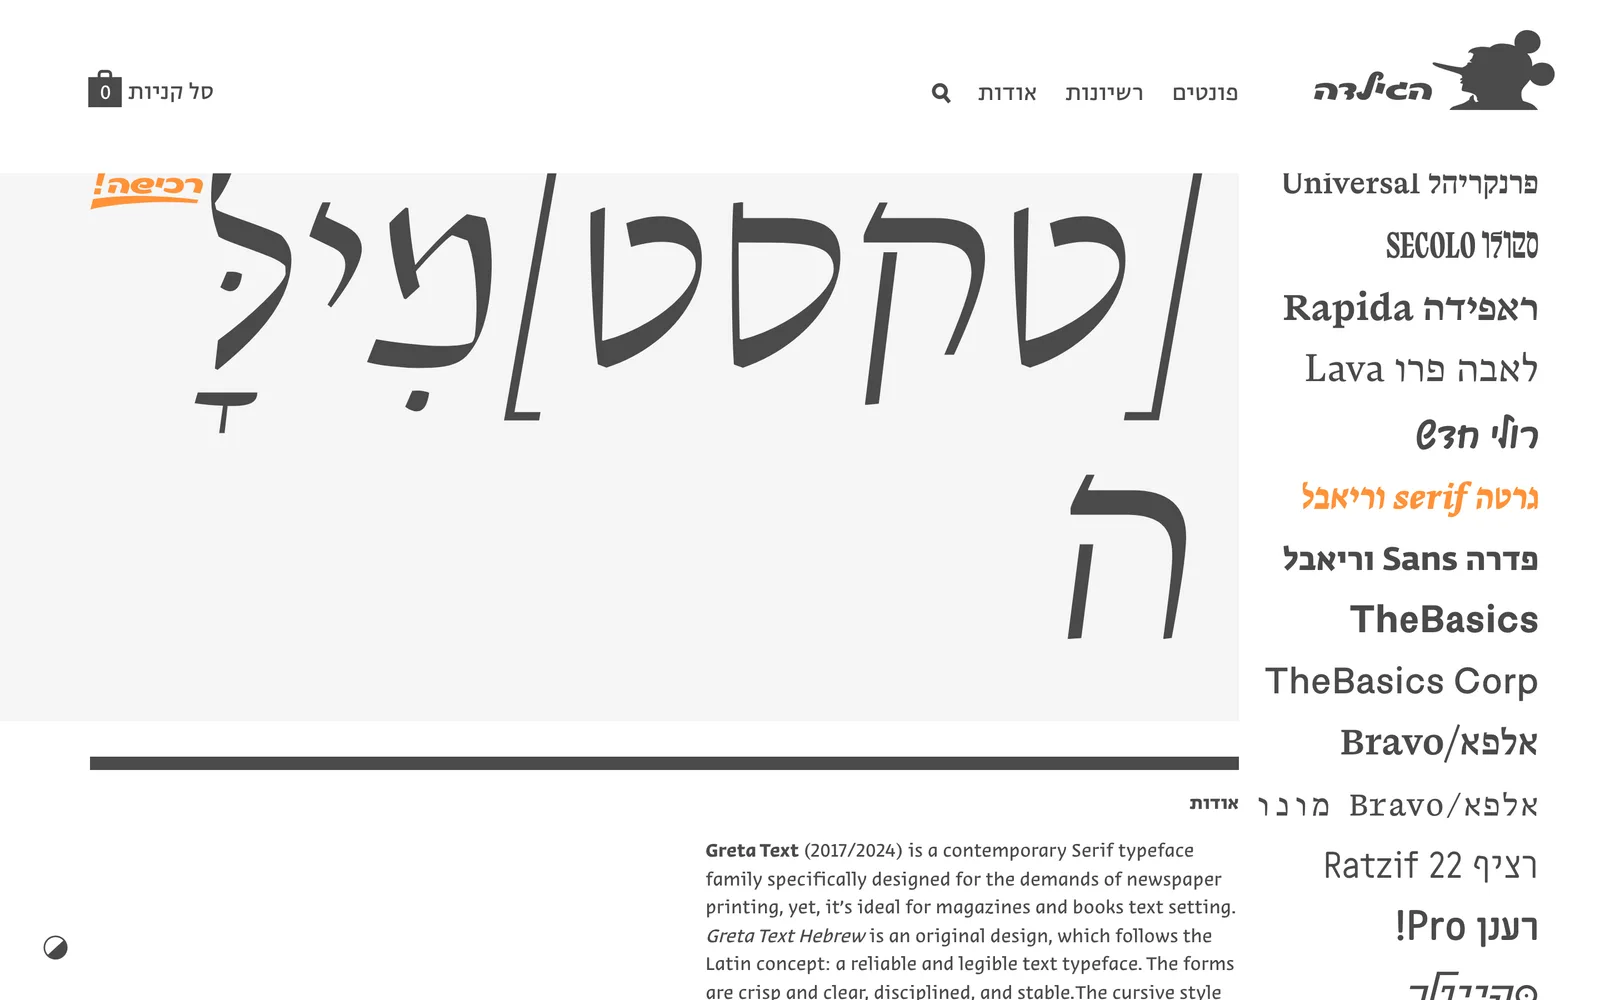 הגילדה
פונטים רשיונות אודות
סל קניות 0
רכישה!
[טקסט]מִילָּ
ה
פרנקריהל Universal
סקולו SECOLO
ראפידה Rapida
לאבה פרו Lava
רולי חדש
גרטה serif וריאבל
פדרה Sans וריאבל
TheBasics
TheBasics Corp
אלפא/Bravo
אלפא/Bravo מונו
רציף Ratzif 22
רענן Pro!
אודות
Greta Text (2017/2024) is a contemporary Serif typeface
family specifically designed for the demands of newspaper
printing, yet, it's ideal for magazines and books text setting.
Greta Text Hebrew is an original design, which follows the
Latin concept: a reliable and legible text typeface. The forms
are crisp and clear, disciplined, and stable.The cursive style